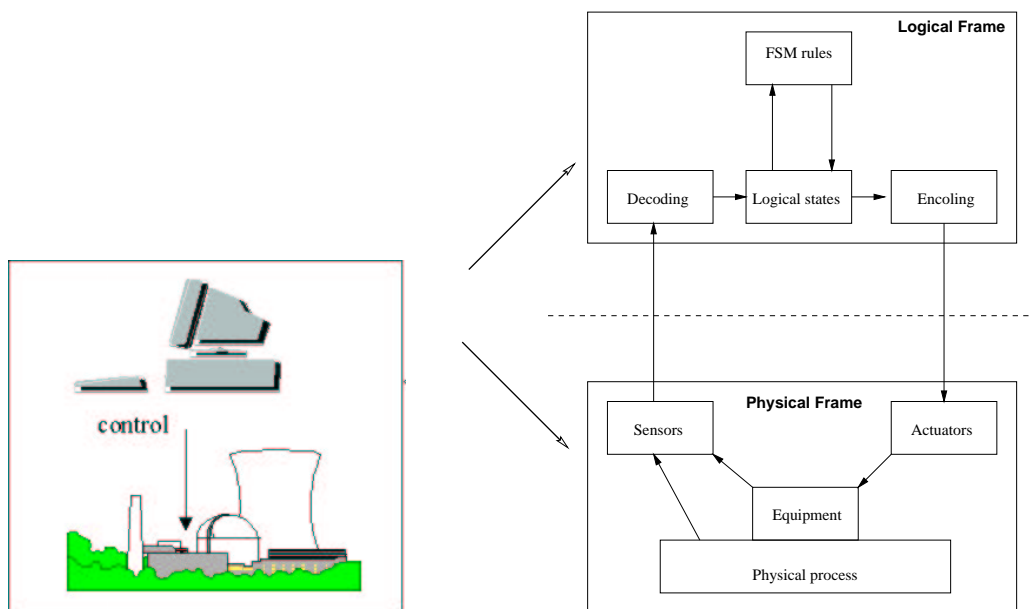 Logical Frame
FSM rules
Decoding
Logical states
Encoling
control
Physical Frame
Sensors
Actuators
Equipment
Physical process